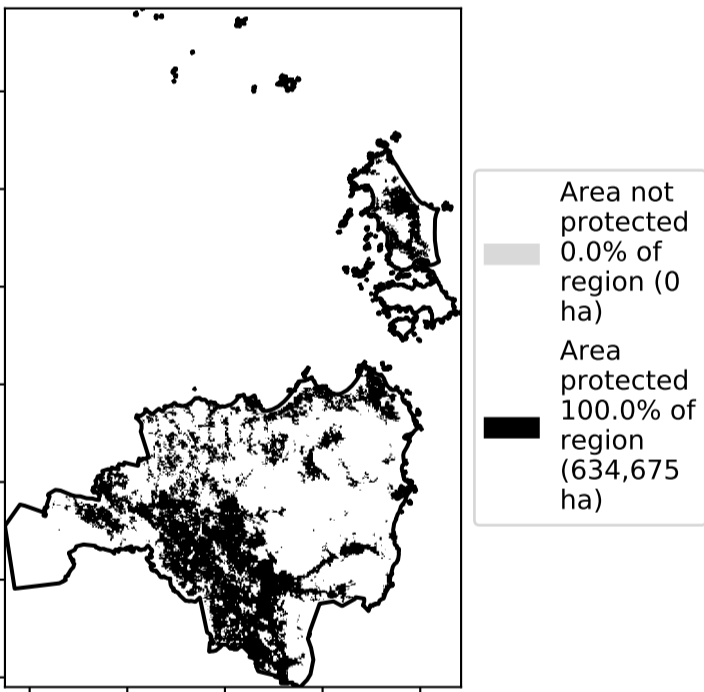 Area not
protected
0.0% of
region (0
ha)
Area
protected
100.0% of
region
(634,675
ha)